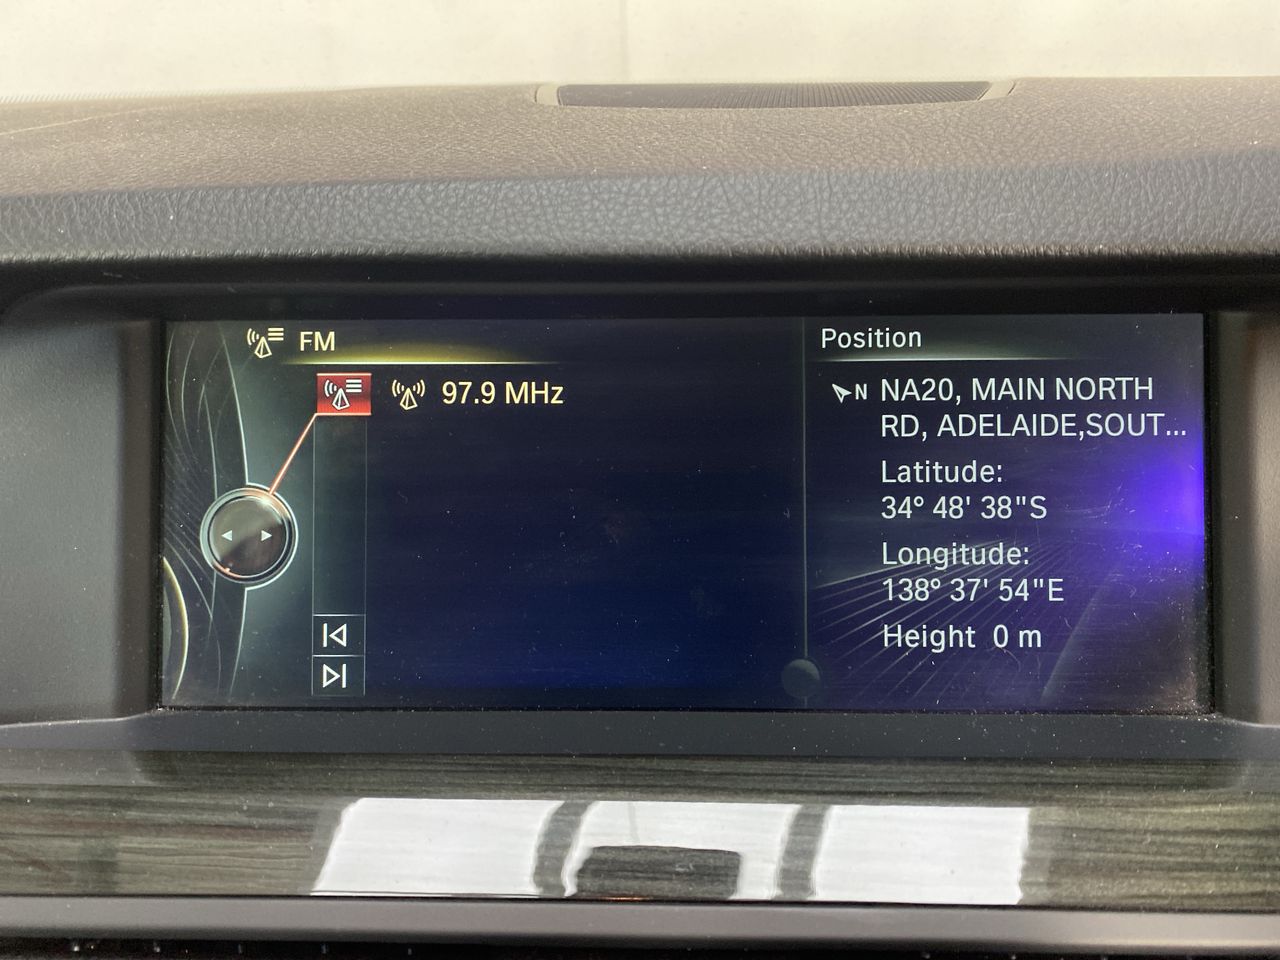 FM
97.9 MHz
Position
N NA20, MAIN NORTH
RD, ADELAIDE,SOUT...
Latitude:
34° 48' 38"S
Longitude:
138° 37' 54"E
Height 0 m